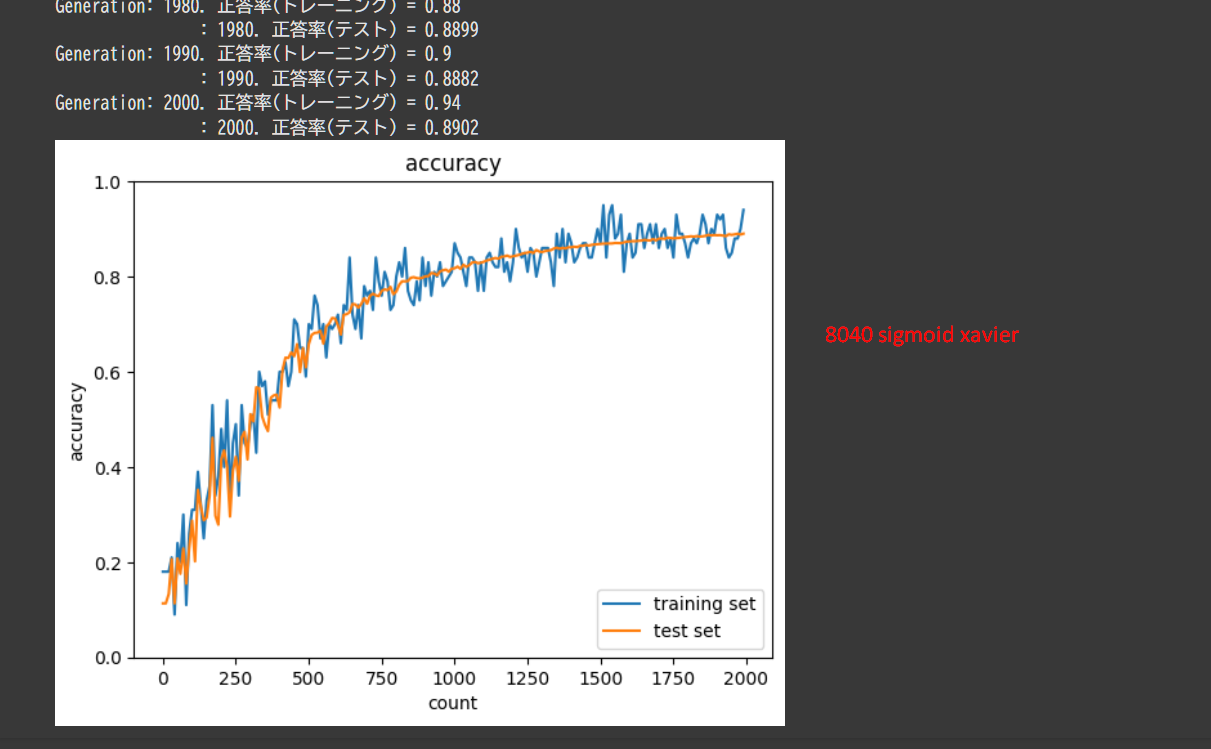 Generation: 1980. 正答率(トレーニング) = 0.88
: 1980. 正答率(テスト) = 0.8899
Generation: 1990. 正答率(トレーニング) = 0.9
: 1990. 正答率(テスト) = 0.8882
Generation: 2000. 正答率(トレーニング) = 0.94
: 2000. 正答率(テスト) = 0.8902
accuracy
1.0
0.8
0.6
0.4
0.2
0.0
accuracy
8040 sigmoid xavier
training set
test set
0 250 500 750 1000 1250 1500 1750 2000
count